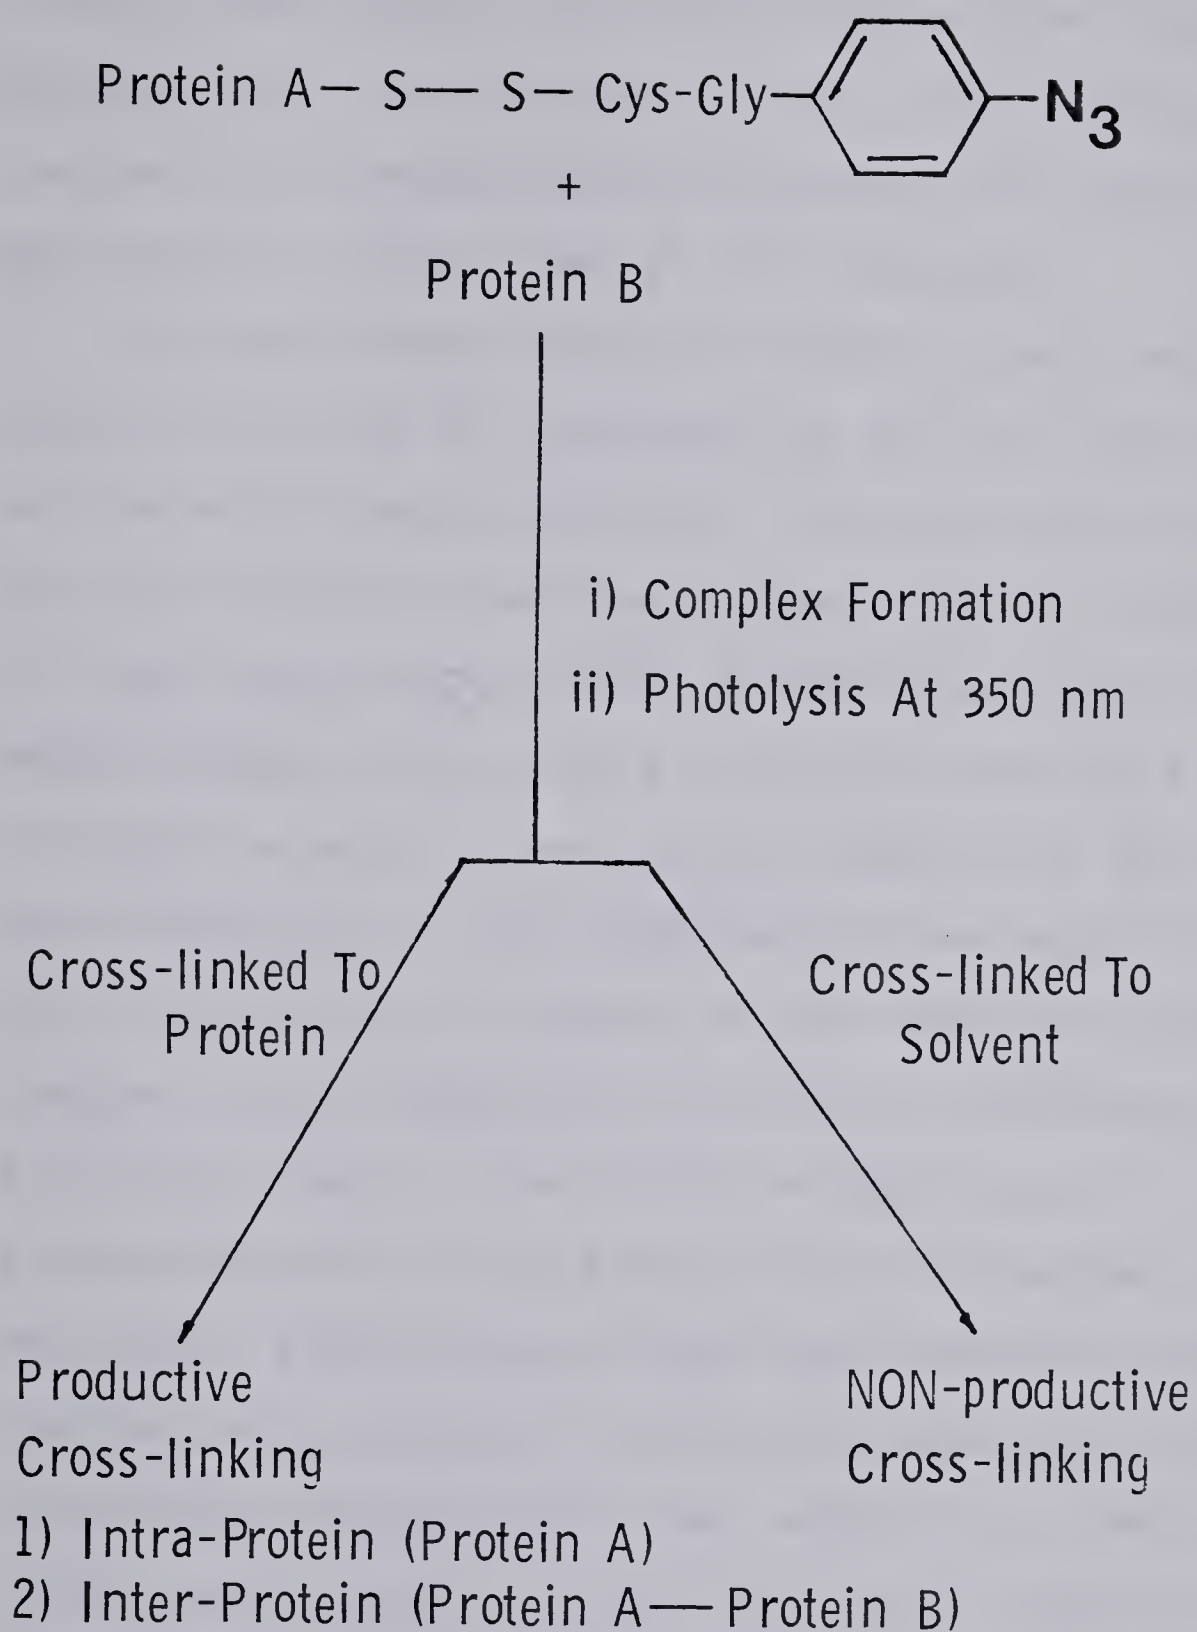 Protein A— S— S— Cys-Gly—N3
+
Protein B
i) Complex Formation
ii) Photolysis At 350 nm
Cross-linked To
Protein
Cross-linked To
Solvent
Productive
Cross-linking
1) Intra-Protein (Protein A)
2) Inter-Protein (Protein A—Protein B)
NON-productive
Cross-linking